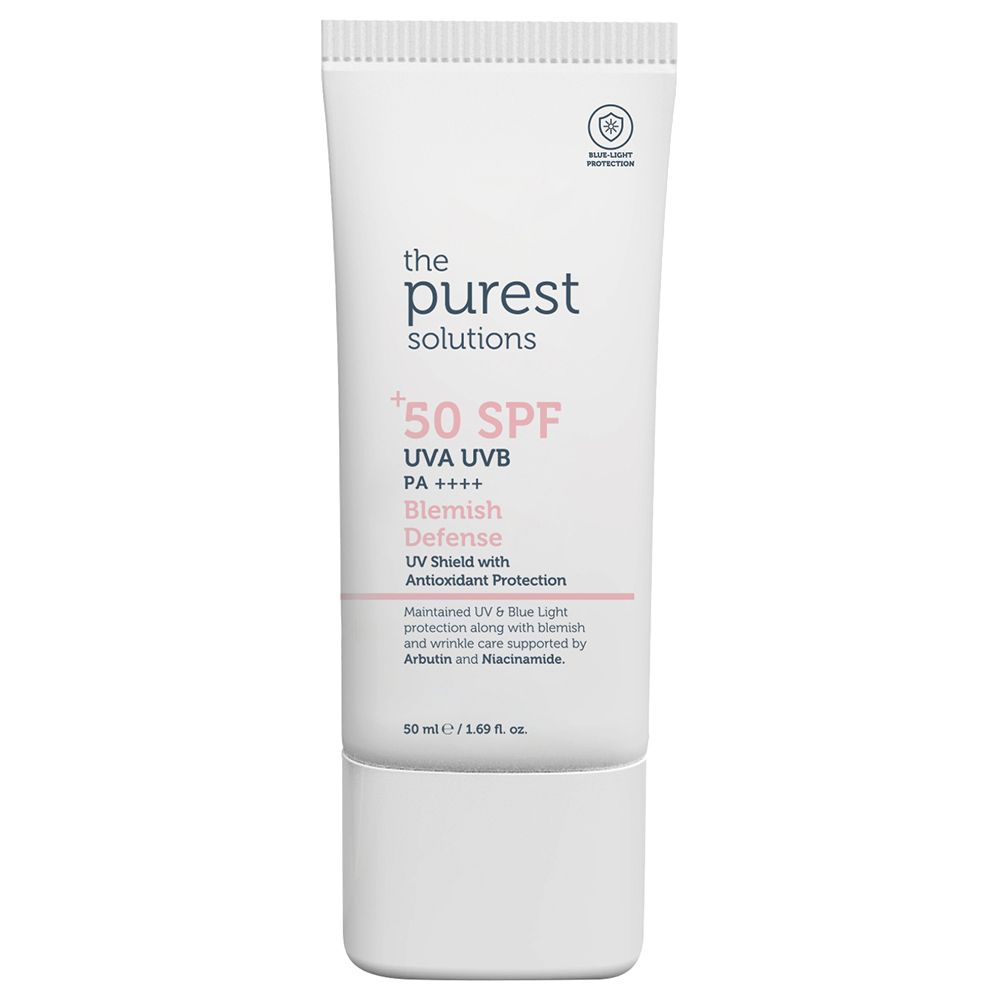 BLUE-LIGHT
PROTECTION
the
purest
solutions
+50 SPF
UVA UVB
PA ++++
Blemish
Defense
UV Shield with
Antioxidant Protection
Maintained UV & Blue Light
protection along with blemish
and wrinkle care supported by
Arbutin and Niacinamide.
50 ml ℮ / 1.69 fl. oz.